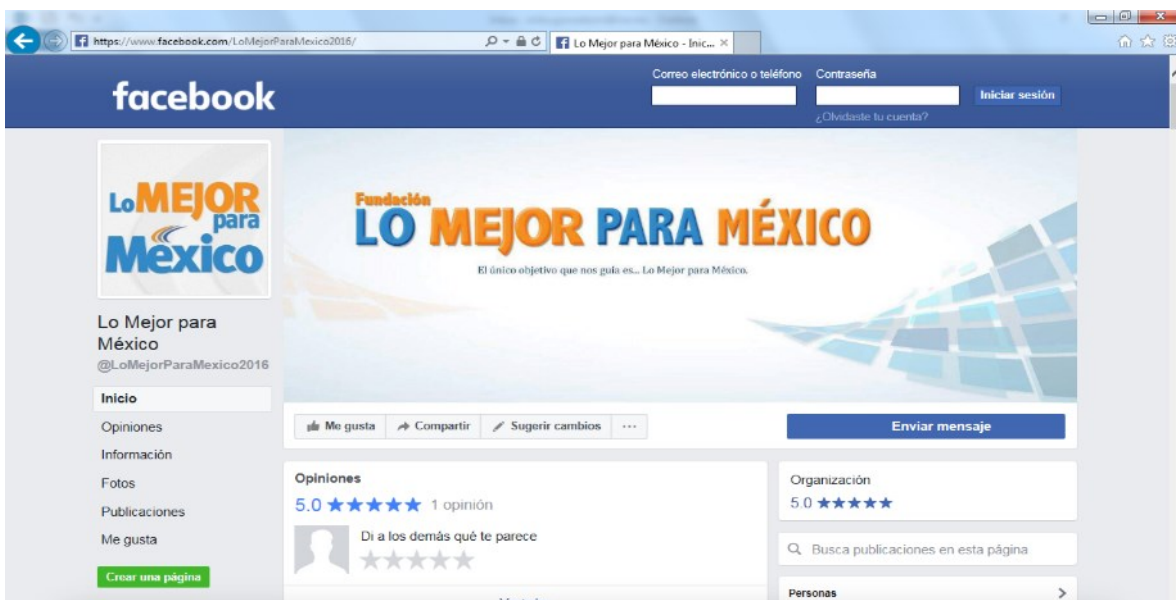 https://www.facebook.com/LoMejorParaMexico2016/
Lo Mejor para México - Inic...
facebook
Correo electrónico o teléfono
Contraseña
Iniciar sesión
¿Olvidaste tu cuenta?
Lo MEJOR
para
México
Fundación
LO MEJOR PARA MÉXICO
El único objetivo que nos guía es... Lo Mejor para México.
Lo Mejor para
México
@LoMejorParaMexico2016
Inicio
Opiniones
Información
Fotos
Publicaciones
Me gusta
Crear una página
Me gusta
Compartir
Sugerir cambios
...
Enviar mensaje
Opiniones
5.0 ★★★★★ 1 opinión
Di a los demás qué te parece
Organización
5.0 ★★★★★
Busca publicaciones en esta página
Personas